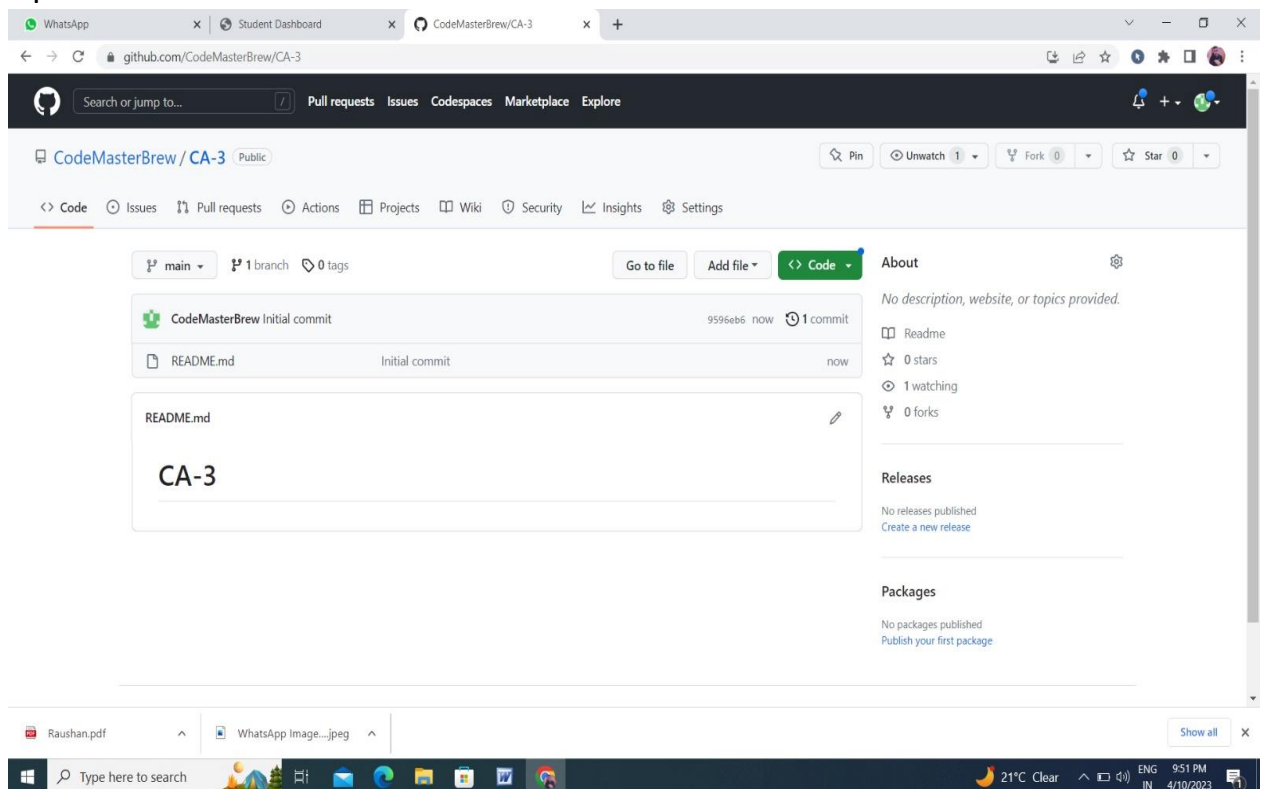 WhatsApp Student Dashboard CodeMasterBrew/CA-3
github.com/CodeMasterBrew/CA-3
Search or jump to... / Pull requests Issues Codespaces Marketplace Explore
CodeMasterBrew / CA-3 Public Pin Unwatch 1 Fork 0 Star 0
<> Code Issues Pull requests Actions Projects Wiki Security Insights Settings
main 1 branch 0 tags Go to file Add file <> Code About
No description, website, or topics provided.
CodeMasterBrew Initial commit 9596eb6 now 1 commit
Readme
README.md Initial commit now
0 stars
1 watching
README.md
0 forks
CA-3
Releases
No releases published
Create a new release
Packages
No packages published
Publish your first package
Raushan.pdf WhatsApp Image....jpeg Show all
Type here to search 21°C Clear ENG 9:51 PM
IN 4/10/2023